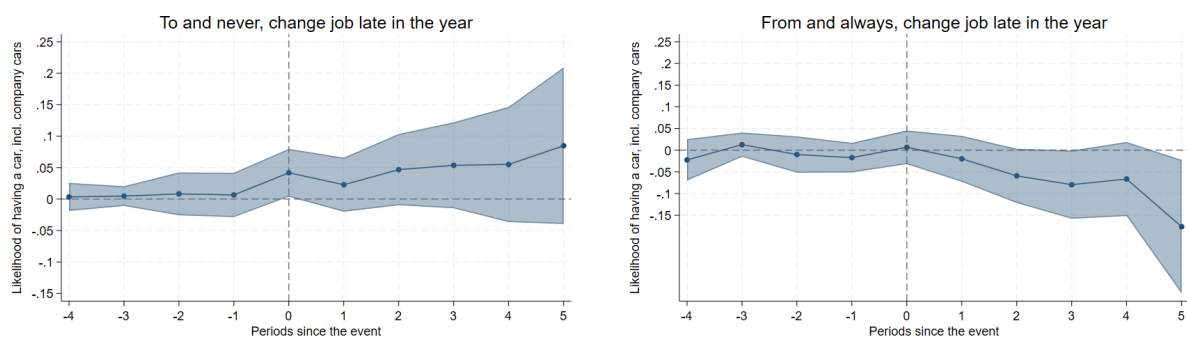 To and never, change job late in the year
Likelihood of having a car, incl. company cars
.25
.2
.15
.1
.05
0
-.05
-.1
-.15
-4 -3 -2 -1 0 1 2 3 4 5
Periods since the event
From and always, change job late in the year
Likelihood of having a car, incl. company cars
.25
.2
.15
.1
.05
0
-.05
-.1
-.15
-4 -3 -2 -1 0 1 2 3 4 5
Periods since the event